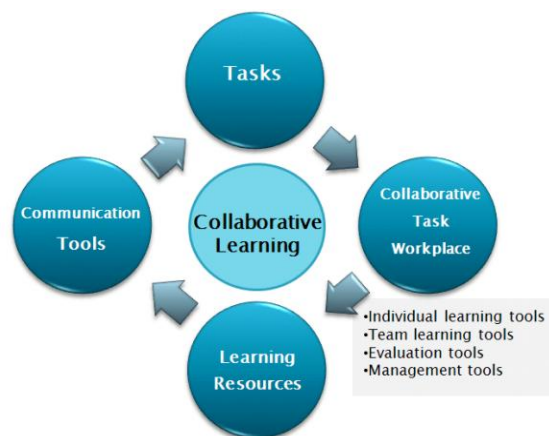 Tasks
Communication
Tools
Collaborative
Learning
Collaborative
Task
Workplace
•Individual learning tools
•Team learning tools
•Evaluation tools
•Management tools
Learning
Resources